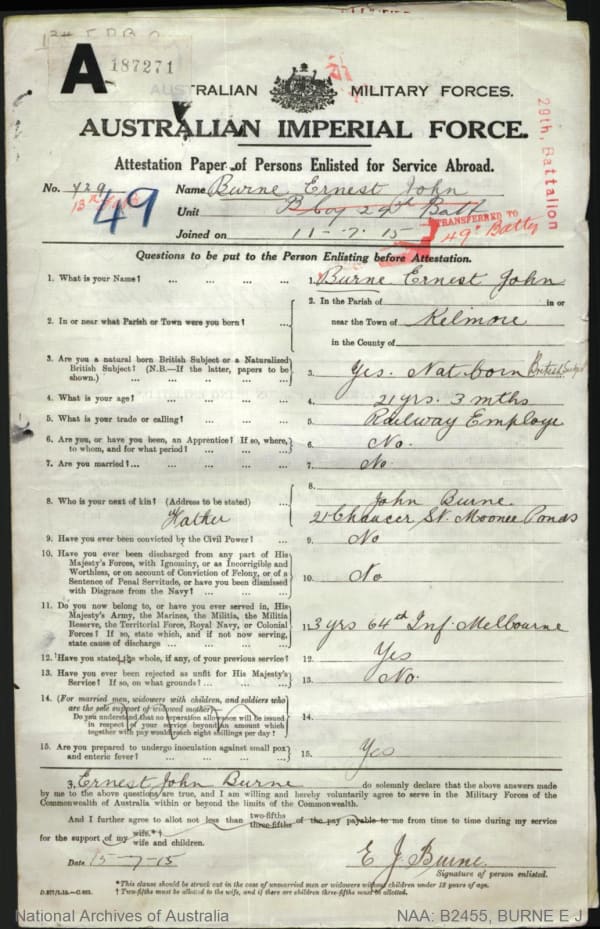 A 187271
AUSTRALIAN MILITARY FORCES.
AUSTRALIAN IMPERIAL FORCE.
Attestation Paper of Persons Enlisted for Service Abroad.
29th, Battalion
No. 429 Name Burne Ernest John
49 Unit B Coy 29th Battl
TRANSFERRED TO
Joined on 11-7-15
49th Battery
Questions to be put to the Person Enlisting before Attestation.
1. What is your Name? ... ... ... ... 1. Burne Ernest John
2. In or near what Parish or Town were you born? ... 2. In the Parish of in or
near the Town of Kilmore
in the County of
3. Are you a natural born British Subject or a Naturalized
British Subject? (N.B.—If the latter, papers to be
shown.) 3. Yes. Nat born British Subject
4. What is your age? 4. 21 yrs. 3 mths
5. What is your trade or calling? 5. Railway Employe
6. Are you, or have you been, an Apprentice? If so, where,
to whom, and for what period? 6. No.
7. Are you married?... 7. No.
8. Who is your next of kin? (Address to be stated) 8. John Burne.
Father 21 Chaucer St. Moonee Ponds
9. Have you ever been convicted by the Civil Power? 9. No
10. Have you ever been discharged from any part of His
Majesty's Forces, with Ignominy, or as Incorrigible and
Worthless, or on account of Conviction of Felony, or of a
Sentence of Penal Servitude, or have you been dismissed
with Disgrace from the Navy? 10. No
11. Do you now belong to, or have you ever served in, His
Majesty's Army, the Marines, the Militia, the Militia
Reserve, the Territorial Force, Royal Navy, or Colonial
Forces? If so, state which, and if not now serving,
state cause of discharge 11. 3 yrs 64th Inf. Melbourne
12. Have you stated the whole, if any, of your previous service? 12. Yes
13. Have you ever been rejected as unfit for His Majesty's
Service? If so, on what grounds? 13. No.
14. (For married men, widowers with children, and soldiers who
are the sole support of widowed mother—
Do you understand that no separation allowance will be issued
in respect of your service beyond an amount which
together with pay would reach eight shillings per day? 14.
15. Are you prepared to undergo inoculation against small pox
and enteric fever? 15. Yes
I, Ernest John Burne do solemnly declare that the above answers made
by me to the above questions are true, and I am willing and hereby voluntarily agree to serve in the Military Forces of the
Commonwealth of Australia within or beyond the limits of the Commonwealth.
And I further agree to allot not less than two-fifths three-fifths of the pay payable to me from time to time during my service
for the support of my wife.*† wife and children.
Date 15-7-15 E J Burne.
Signature of person enlisted.
*This clause should be struck out in the case of unmarried men or widowers without children under 18 years of age.
† Two-fifths must be allotted to the wife, and if there are children three-fifths must be allotted.
National Archives of Australia NAA: B2455, BURNE E J